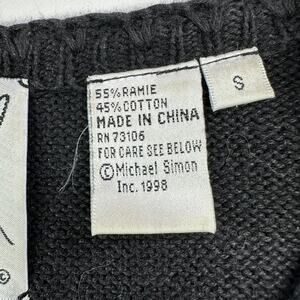 S
55% RAMIE
45% COTTON
MADE IN CHINA
RN 73106
FOR CARE SEE BELOW
©Michael Simon
Inc. 1998
©